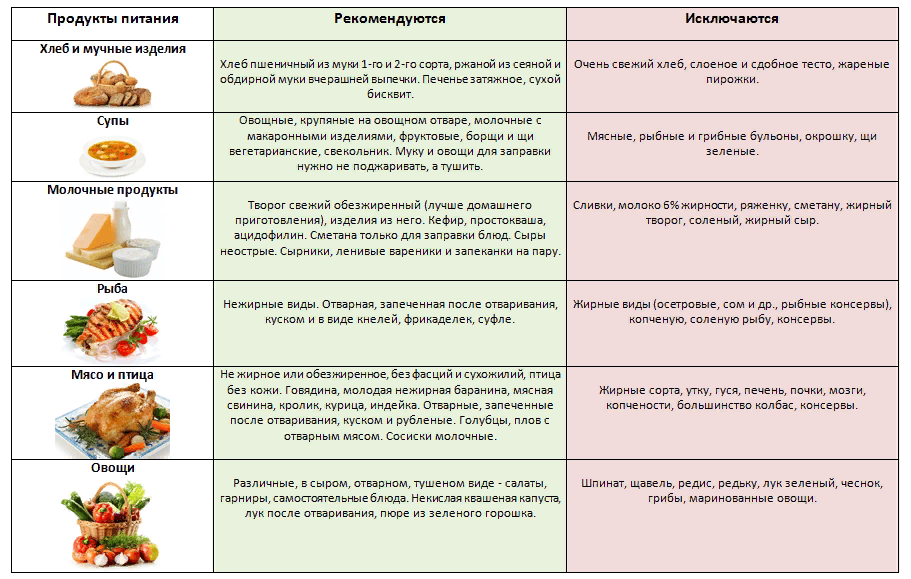 Продукты питания
Рекомендуются
Исключаются
Хлеб и мучные изделия
Хлеб пшеничный из муки 1-го и 2-го сорта, ржаной из сеяной и
обдирной муки вчерашней выпечки. Печенье затяжное, сухой
бисквит.
Очень свежий хлеб, слоеное и сдобное тесто, жареные
пирожки.
Супы
Овощные, крупяные на овощном отваре, молочные с
макаронными изделиями, фруктовые, борщи и щи
вегетарианские, свекольник. Муку и овощи для заправки
нужно не поджаривать, а тушить.
Мясные, рыбные и грибные бульоны, окрошку, щи
зеленые.
Молочные продукты
Творог свежий обезжиренный (лучше домашнего
приготовления), изделия из него. Кефир, простокваша,
ацидофилин. Сметана только для заправки блюд. Сыры
неострые. Сырники, ленивые вареники и запеканки на пару.
Сливки, молоко 6% жирности, ряженку, сметану, жирный
творог, соленый, жирный сыр.
Рыба
Нежирные виды. Отварная, запеченная после отваривания,
куском и в виде кнелей, фрикаделек, суфле.
Жирные виды (осетровые, сом и др., рыбные консервы),
копченую, соленую рыбу, консервы.
Мясо и птица
Не жирное или обезжиренное, без фасций и сухожилий, птица
без кожи. Говядина, молодая нежирная баранина, мясная
свинина, кролик, курица, индейка. Отварные, запеченные
после отваривания, куском и рубленые. Голубцы, плов с
отварным мясом. Сосиски молочные.
Жирные сорта, утку, гуся, печень, почки, мозги,
копчености, большинство колбас, консервы.
Овощи
Различные, в сыром, отварном, тушеном виде - салаты,
гарниры, самостоятельные блюда. Некислая квашеная капуста,
лук после отваривания, пюре из зеленого горошка.
Шпинат, щавель, редис, редьку, лук зеленый, чеснок,
грибы, маринованные овощи.